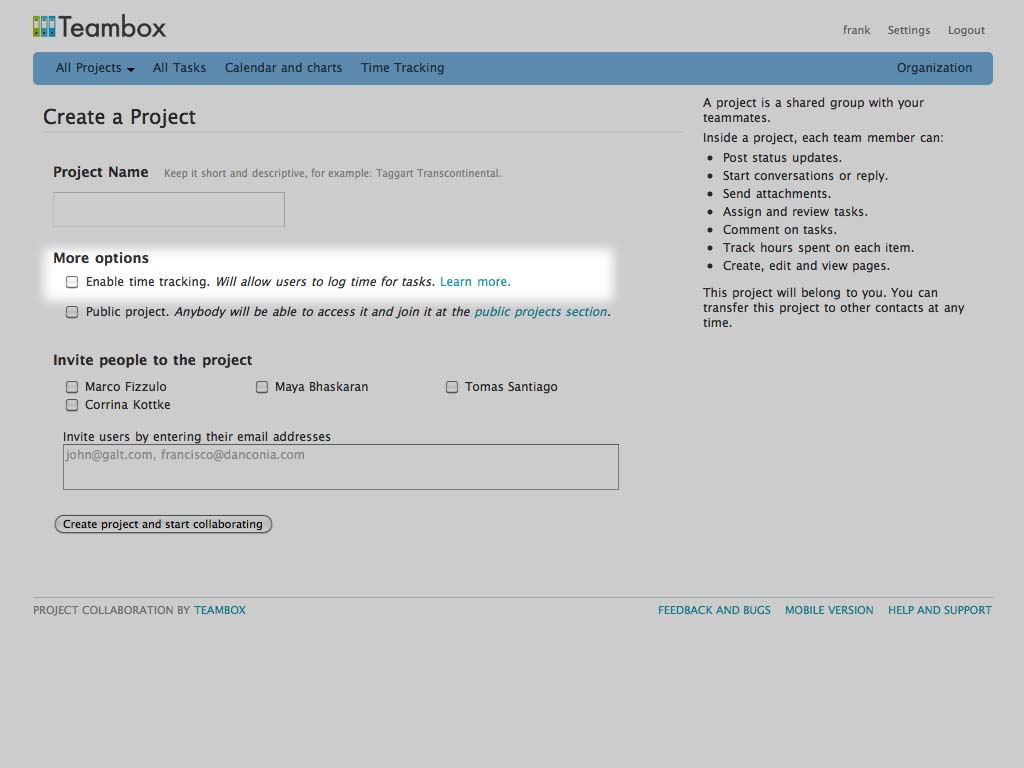 Teambox
frank Settings Logout
All Projects All Tasks Calendar and charts Time Tracking Organization
Create a Project
Project Name Keep it short and descriptive, for example: Taggart Transcontinental.
More options
Enable time tracking. Will allow users to log time for tasks. Learn more.
Public project. Anybody will be able to access it and join it at the public projects section.
Invite people to the project
Marco Fizzulo Maya Bhaskaran Tomas Santiago
Corrina Kottke
Invite users by entering their email addresses
john@galt.com, francisco@danconia.com
Create project and start collaborating
A project is a shared group with your
teammates.
Inside a project, each team member can:
• Post status updates.
• Start conversations or reply.
• Send attachments.
• Assign and review tasks.
• Comment on tasks.
• Track hours spent on each item.
• Create, edit and view pages.
This project will belong to you. You can
transfer this project to other contacts at any
time.
PROJECT COLLABORATION BY TEAMBOX
FEEDBACK AND BUGS MOBILE VERSION HELP AND SUPPORT